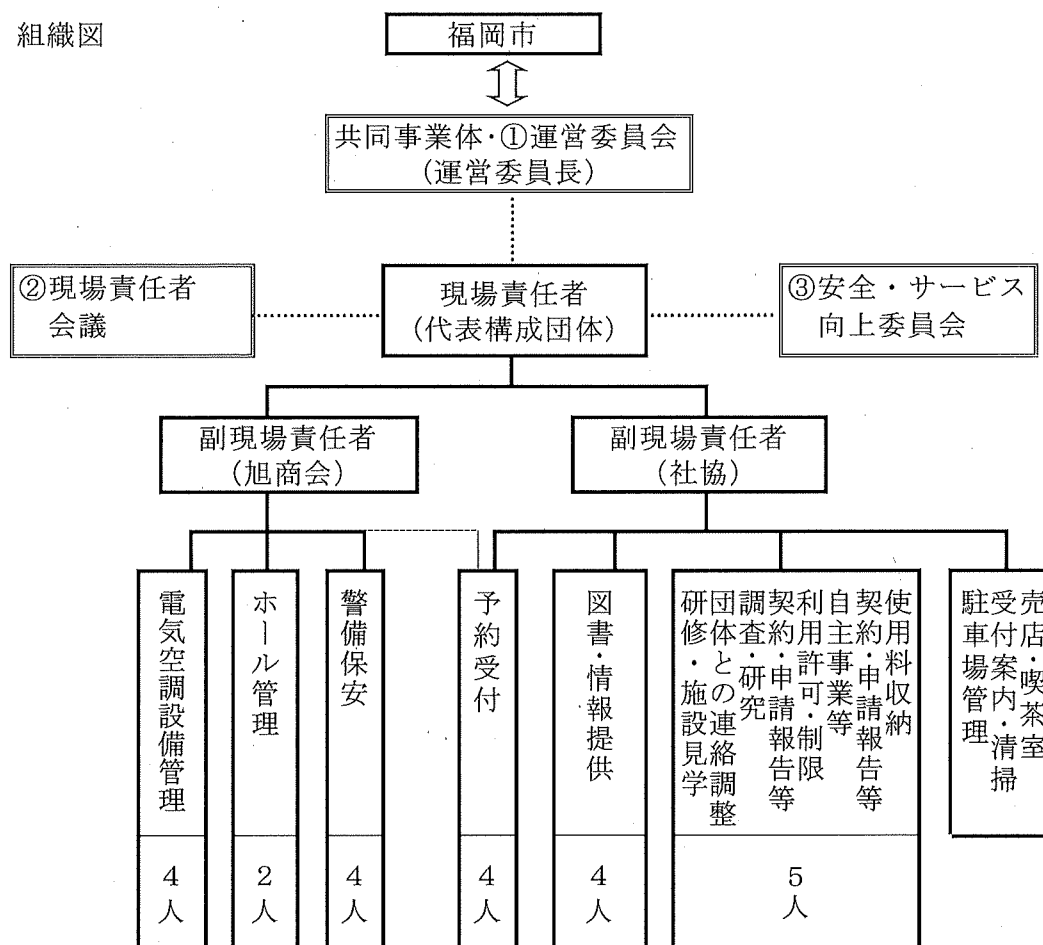 組織図
福岡市
共同事業体・①運営委員会
(運営委員長)
②現場責任者
会議
現場責任者
(代表構成団体)
③安全・サービス
向上委員会
副現場責任者
(旭商会)
副現場責任者
(社協)
電気空調設備管理
4人
ホール管理
2人
警備保安
4人
予約受付
4人
図書・情報提供
4人
使用料収納
契約・申請報告等
自主事業等
利用許可・制限
契約・申請報告等
調査・研究
団体との連絡調整
研修・施設見学
5人
売店・喫茶室
受付案内・清掃
駐車場管理